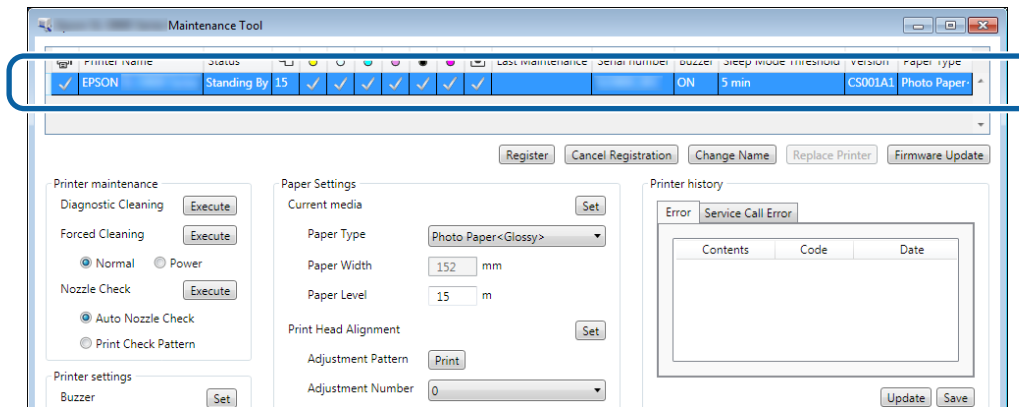 Maintenance Tool
Printer Name Status Last Maintenance Serial number Buzzer Sleep Mode Threshold Version Paper Type
EPSON Standing By 15 ON 5 min CS001A1 Photo Paper
Register Cancel Registration Change Name Replace Printer Firmware Update
Printer maintenance Paper Settings Printer history
Diagnostic Cleaning Execute Current media Set Error Service Call Error
Forced Cleaning Execute Paper Type Photo Paper<Glossy> Contents Code Date
Normal Power Paper Width 152 mm
Nozzle Check Execute Paper Level 15 m
Auto Nozzle Check Print Head Alignment Set
Print Check Pattern Adjustment Pattern Print
Printer settings Adjustment Number 0 Update Save
Buzzer Set